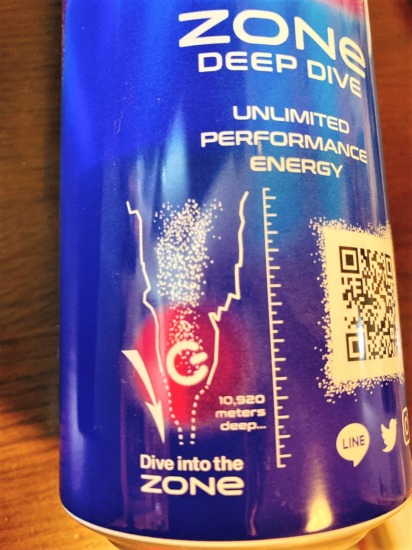 ZONe
DEEP DIVE
UNLIMITED
PERFORMANCE
ENERGY
10,920
meters
deep...
Dive into the
ZONe
LINE